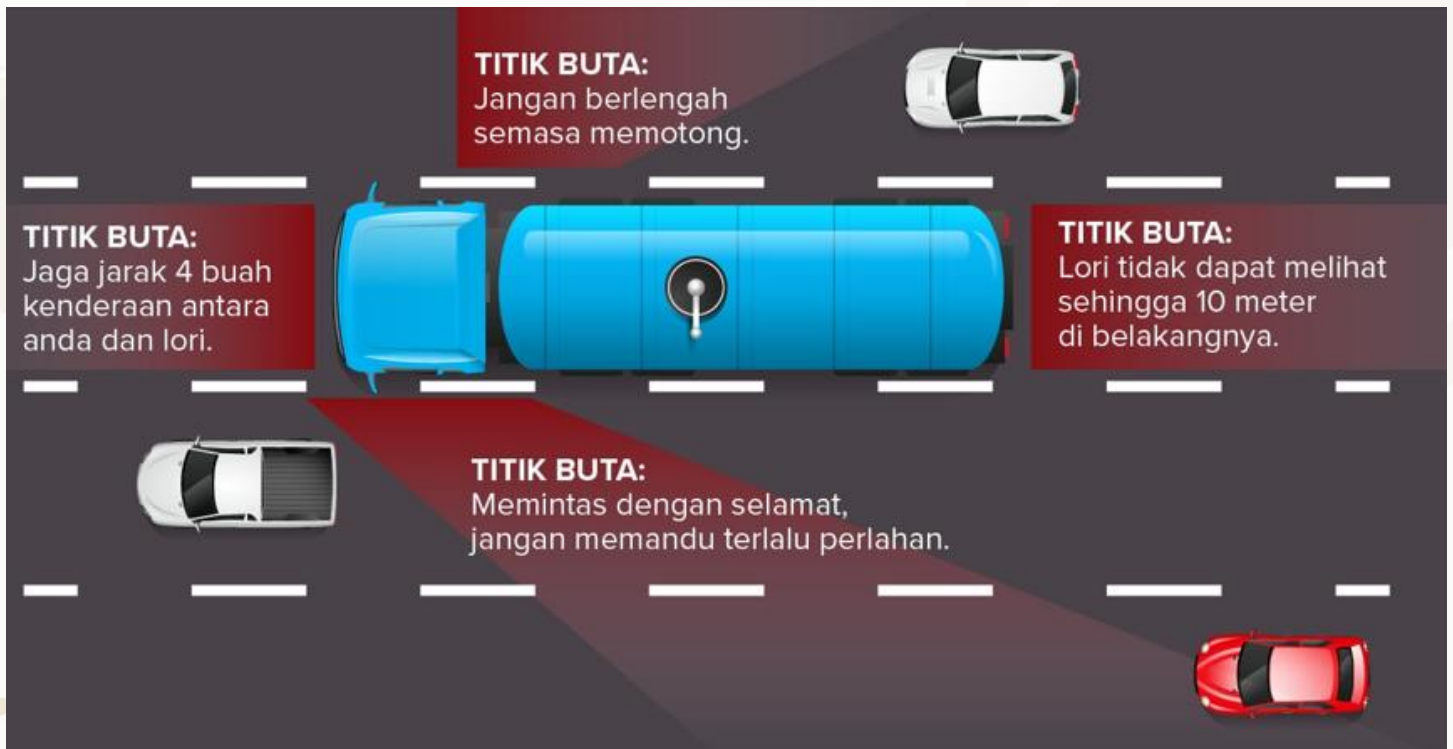 TITIK BUTA:
Jangan berlengah
semasa memotong.
TITIK BUTA:
Jaga jarak 4 buah
kenderaan antara
anda dan lori.
TITIK BUTA:
Lori tidak dapat melihat
sehingga 10 meter
di belakangnya.
TITIK BUTA:
Memintas dengan selamat,
jangan memandu terlalu perlahan.